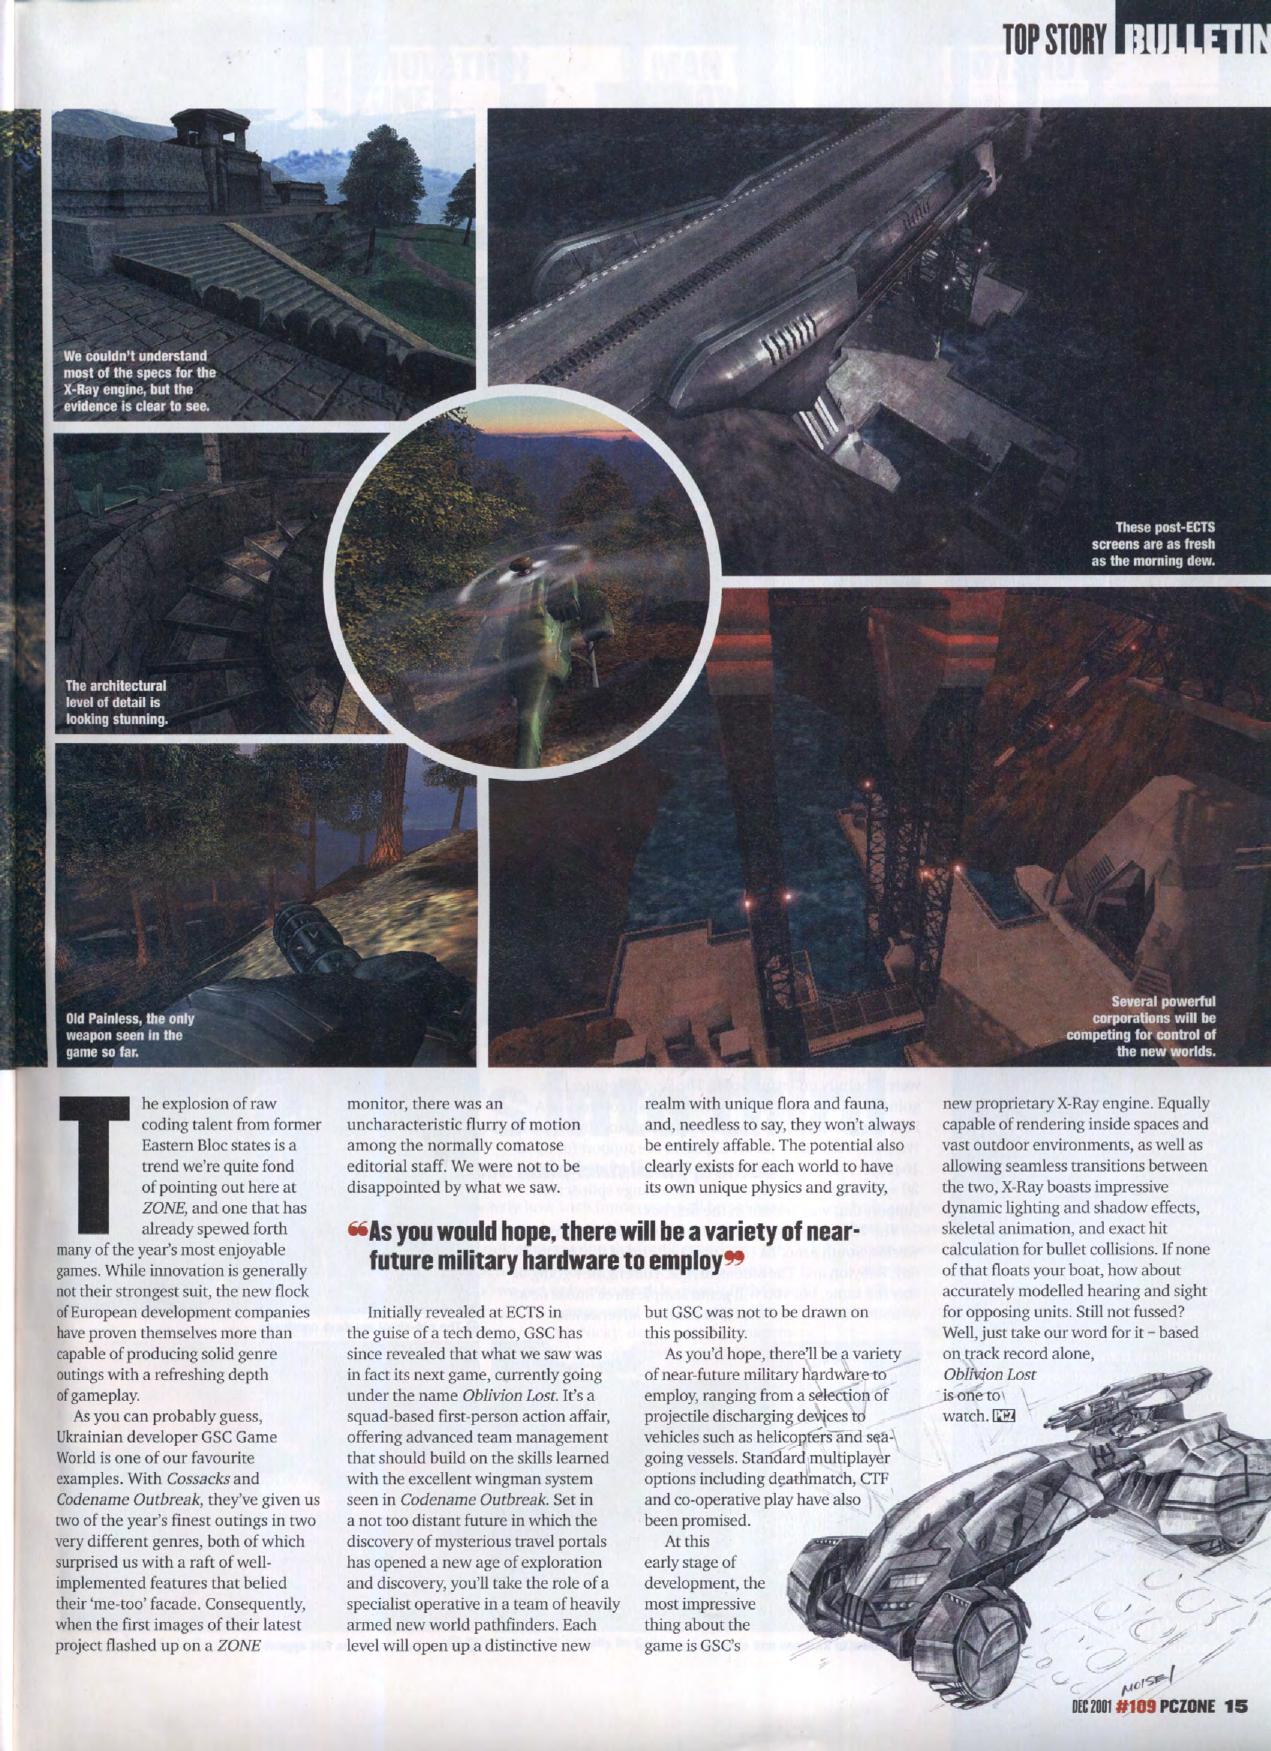 TOP STORY BULLETIN
We couldn't understand
most of the specs for the
X-Ray engine, but the
evidence is clear to see.
These post-ECTS
screens are as fresh
as the morning dew.
The architectural
level of detail is
looking stunning.
Old Painless, the only
weapon seen in the
game so far.
Several powerful
corporations will be
competing for control of
the new worlds.
The explosion of raw
coding talent from former
Eastern Bloc states is a
trend we're quite fond
of pointing out here at
ZONE, and one that has
already spewed forth
many of the year's most enjoyable
games. While innovation is generally
not their strongest suit, the new flock
of European development companies
have proven themselves more than
capable of producing solid genre
outings with a refreshing depth
of gameplay.
As you can probably guess,
Ukrainian developer GSC Game
World is one of our favourite
examples. With Cossacks and
Codename Outbreak, they've given us
two of the year's finest outings in two
very different genres, both of which
surprised us with a raft of well-
implemented features that belied
their 'me-too' facade. Consequently,
when the first images of their latest
project flashed up on a ZONE
monitor, there was an
uncharacteristic flurry of motion
among the normally comatose
editorial staff. We were not to be
disappointed by what we saw.
“As you would hope, there will be a variety of near-
future military hardware to employ”
Initially revealed at ECTS in
the guise of a tech demo, GSC has
since revealed that what we saw was
in fact its next game, currently going
under the name Oblivion Lost. It's a
squad-based first-person action affair,
offering advanced team management
that should build on the skills learned
with the excellent wingman system
seen in Codename Outbreak. Set in
a not too distant future in which the
discovery of mysterious travel portals
has opened a new age of exploration
and discovery, you'll take the role of a
specialist operative in a team of heavily
armed new world pathfinders. Each
level will open up a distinctive new
realm with unique flora and fauna,
and, needless to say, they won't always
be entirely affable. The potential also
clearly exists for each world to have
its own unique physics and gravity,
but GSC was not to be drawn on
this possibility.
As you'd hope, there'll be a variety
of near-future military hardware to
employ, ranging from a selection of
projectile discharging devices to
vehicles such as helicopters and sea-
going vessels. Standard multiplayer
options including deathmatch, CTF
and co-operative play have also
been promised.
At this
early stage of
development, the
most impressive
thing about the
game is GSC's
new proprietary X-Ray engine. Equally
capable of rendering inside spaces and
vast outdoor environments, as well as
allowing seamless transitions between
the two, X-Ray boasts impressive
dynamic lighting and shadow effects,
skeletal animation, and exact hit
calculation for bullet collisions. If none
of that floats your boat, how about
accurately modelled hearing and sight
for opposing units. Still not fussed?
Well, just take our word for it – based
on track record alone,
Oblivion Lost
is one to
watch. PCZ
DEC 2001 #109 PCZONE 15